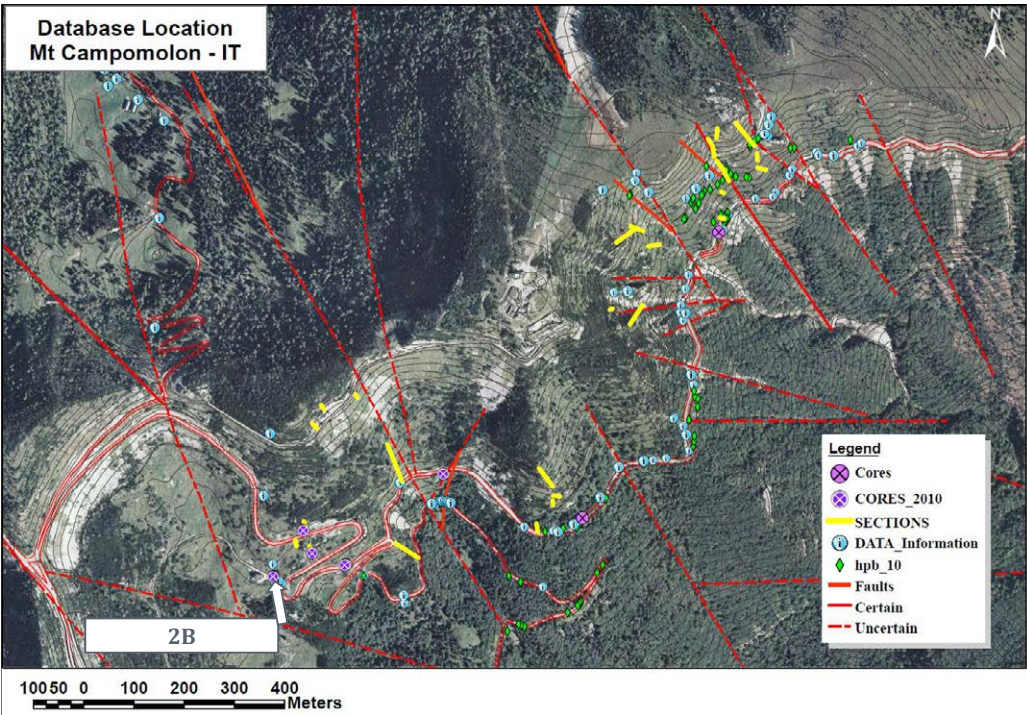 Database Location
Mt Campomolon - IT
N
Legend
Cores
CORES_2010
SECTIONS
DATA_Information
hpb_10
Faults
Certain
Uncertain
2B
100 50 0 100 200 300 400
Meters